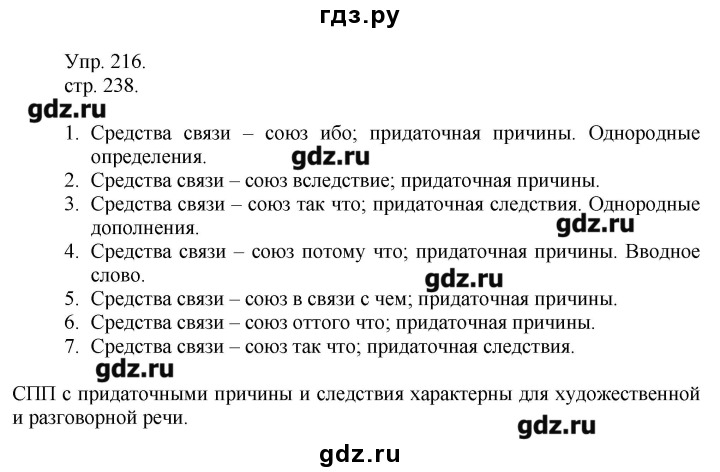 гдз.ру
Упр. 216.
стр. 238.
gdz.ru
1. Средства связи – союз ибо; придаточная причины. Однородные
определения.
gdz.ru
2. Средства связи – союз вследствие; придаточная причины.
3. Средства связи – союз так что; придаточная следствия. Однородные
дополнения.
gdz.ru
4. Средства связи – союз потому что; придаточная причины. Вводное
слово.
gdz.ru
5. Средства связи – союз в связи с чем; придаточная причины.
6. Средства связи – союз оттого что; придаточная причины.
7. Средства связи – союз так что; придаточная следствия.
gdz.ru
СПП с придаточными причины и следствия характерны для художественной
и разговорной речи.
gdz.ru
gdz.ru